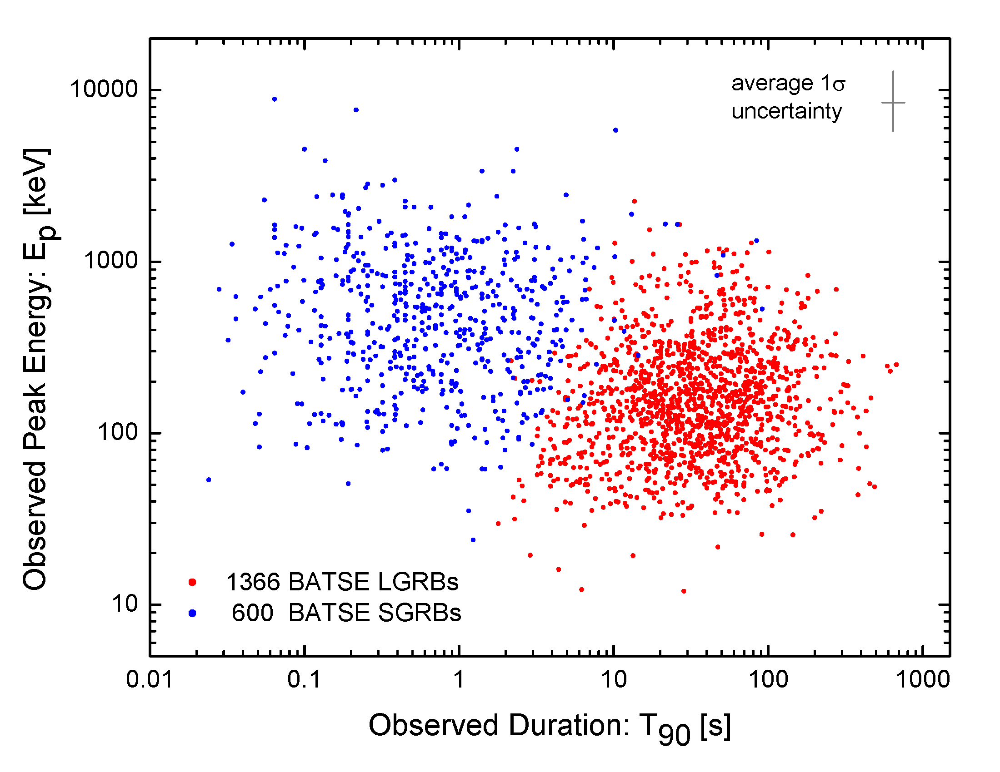 average 1σ
uncertainty
10000
1000
100
10
Observed Peak Energy: Ep [keV]
1366 BATSE LGRBs
600 BATSE SGRBs
0.01 0.1 1 10 100 1000
Observed Duration: T90 [s]